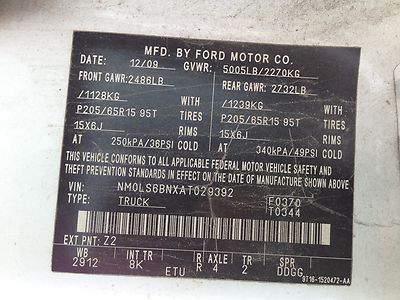 MFD. BY FORD MOTOR CO.
DATE: 12/09 GVWR: 5005LB/2270KG
FRONT GAWR:2486LB REAR GAWR: 2732LB
/1128KG WITH /1239KG WITH
P205/65R15 95T TIRES P205/65R15 95T TIRES
15X6J RIMS 15X6J RIMS
AT 250kPA/36PSI COLD AT 340kPA/49PSI COLD
THIS VEHICLE CONFORMS TO ALL APPLICABLE FEDERAL MOTOR VEHICLE SAFETY AND
THEFT PREVENTION STANDARDS IN EFFECT ON THE DATE OF MANUFACTURE SHOWN ABOVE.
VIN: NM0LS6BNXAT029392 F0370
TYPE: TRUCK T0344
EXT PNT: Z2
WB INT TR R AXLE TR SPR
2912 8K ETU 4 2 DDGG
9T16-1520472-AA